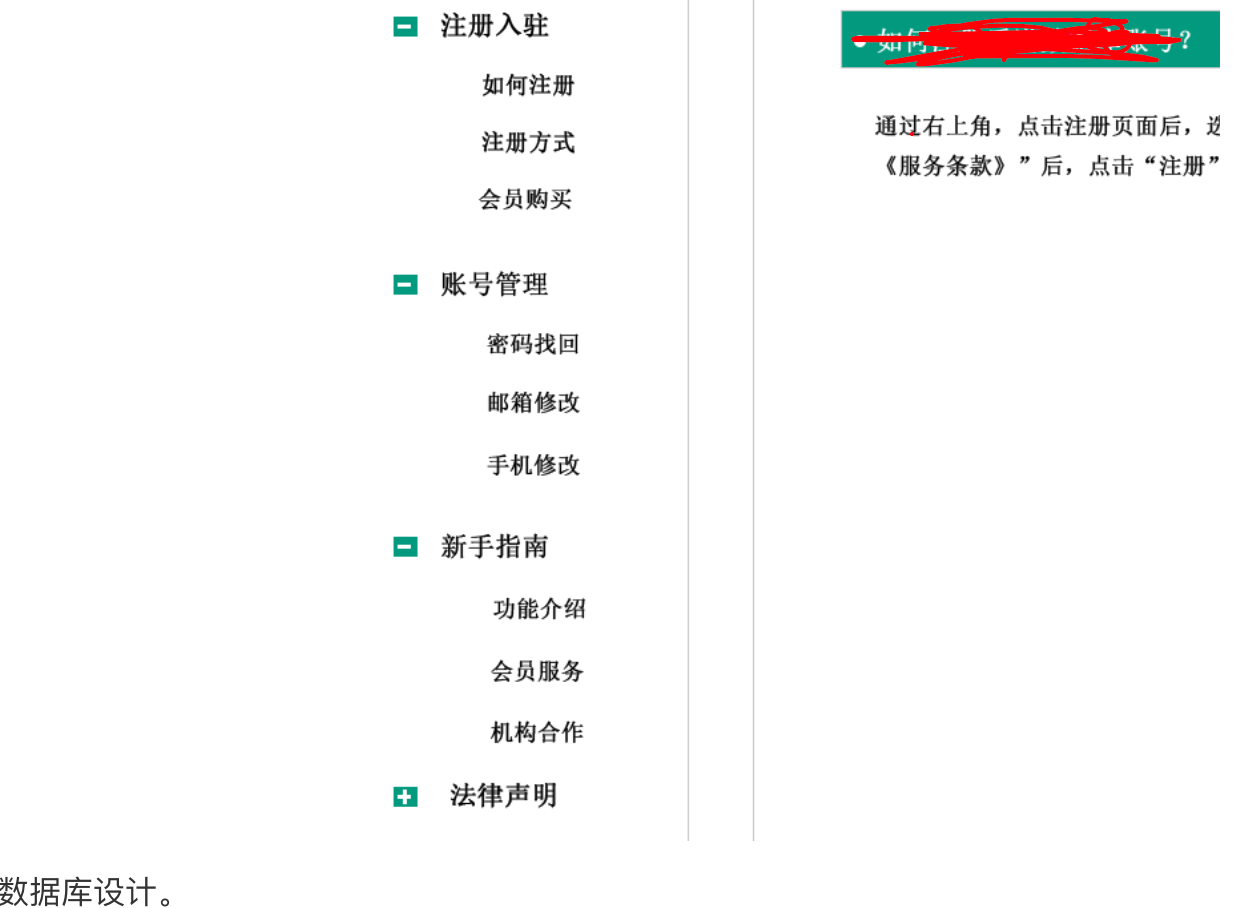 注册入驻
如何注册
注册方式
会员购买
账号管理
密码找回
邮箱修改
手机修改
新手指南
功能介绍
会员服务
机构合作
法律声明
如何 账号？
通过右上角，点击注册页面后，选
《服务条款》”后，点击“注册”
数据库设计。